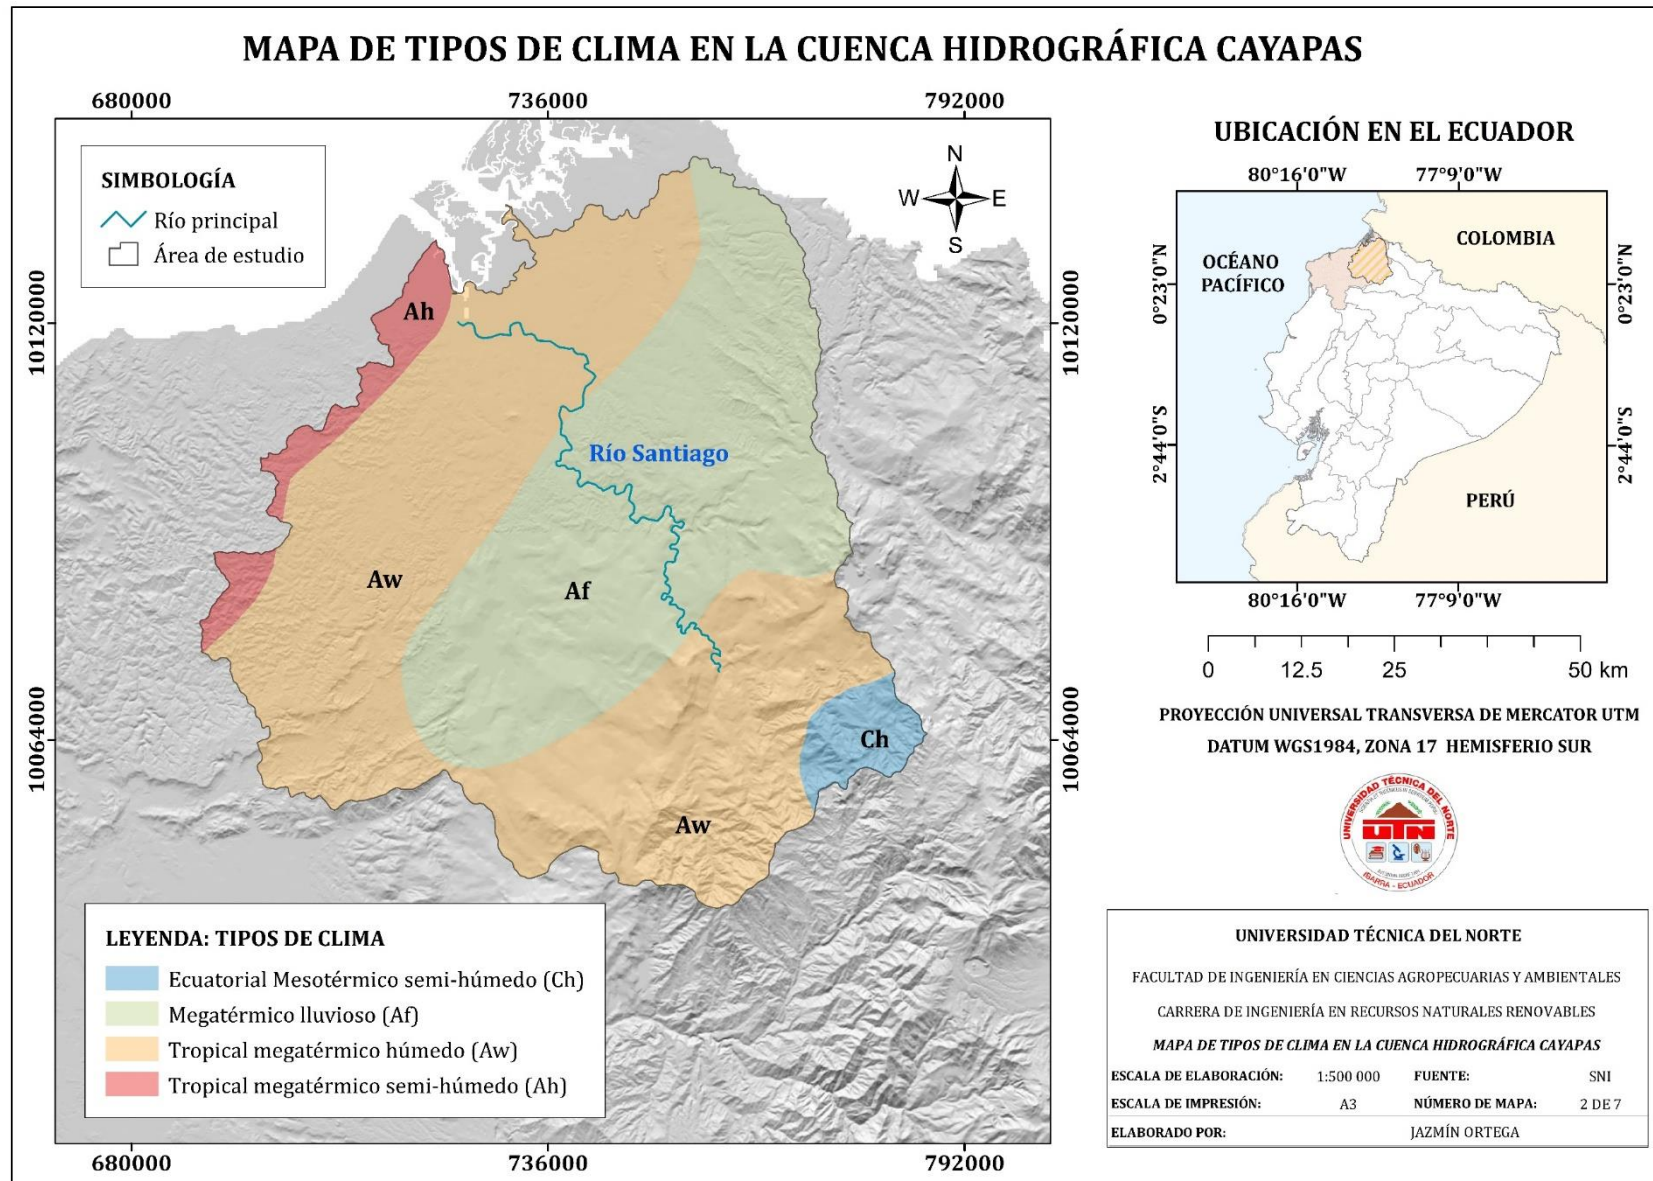 MAPA DE TIPOS DE CLIMA EN LA CUENCA HIDROGRÁFICA CAYAPAS
680000 736000 792000
SIMBOLOGÍA
Río principal
Área de estudio
N
W E
S
10120000
10120000
10064000
10064000
Ah
Río Santiago
Aw
Af
Ch
Aw
LEYENDA: TIPOS DE CLIMA
Ecuatorial Mesotérmico semi-húmedo (Ch)
Megatérmico lluvioso (Af)
Tropical megatérmico húmedo (Aw)
Tropical megatérmico semi-húmedo (Ah)
680000 736000 792000
UBICACIÓN EN EL ECUADOR
80°16'0"W 77°9'0"W
0°23'0"N
0°23'0"N
2°44'0"S
2°44'0"S
COLOMBIA
OCÉANO
PACÍFICO
PERÚ
80°16'0"W 77°9'0"W
0 12.5 25 50 km
PROYECCIÓN UNIVERSAL TRANSVERSA DE MERCATOR UTM
DATUM WGS1984, ZONA 17 HEMISFERIO SUR
UNIVERSIDAD TÉCNICA DEL NORTE
UTN
IBARRA - ECUADOR
UNIVERSIDAD TÉCNICA DEL NORTE
FACULTAD DE INGENIERÍA EN CIENCIAS AGROPECUARIAS Y AMBIENTALES
CARRERA DE INGENIERÍA EN RECURSOS NATURALES RENOVABLES
MAPA DE TIPOS DE CLIMA EN LA CUENCA HIDROGRÁFICA CAYAPAS
ESCALA DE ELABORACIÓN: 1:500 000 FUENTE: SNI
ESCALA DE IMPRESIÓN: A3 NÚMERO DE MAPA: 2 DE 7
ELABORADO POR: JAZMÍN ORTEGA